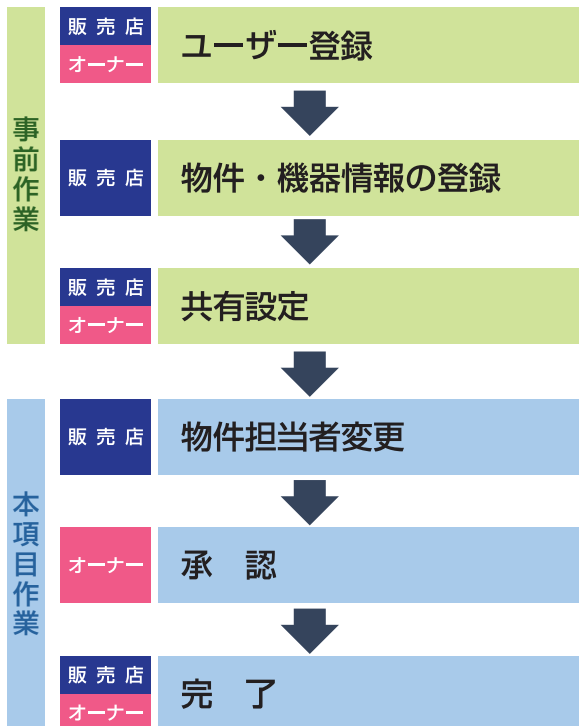 事前作業
販売店
オーナー
ユーザー登録
販売店
物件・機器情報の登録
販売店
オーナー
共有設定
本項目作業
販売店
物件担当者変更
オーナー
承　認
販売店
オーナー
完　了